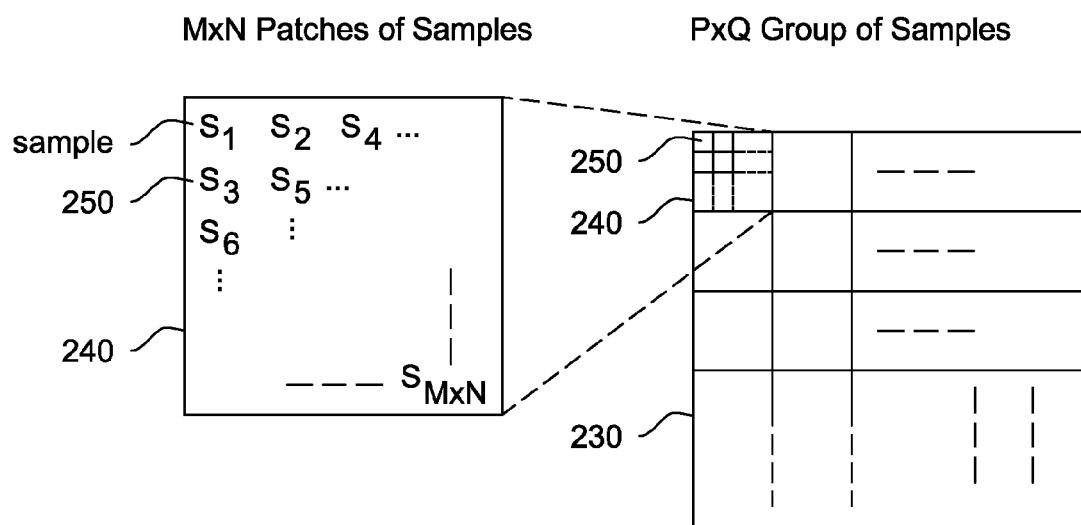 MxN Patches of Samples
PxQ Group of Samples
sample
S1 S2 S4 ...
250
S3 S5 ...
S6 ⋮
⋮
240
SMxN
250
240
230